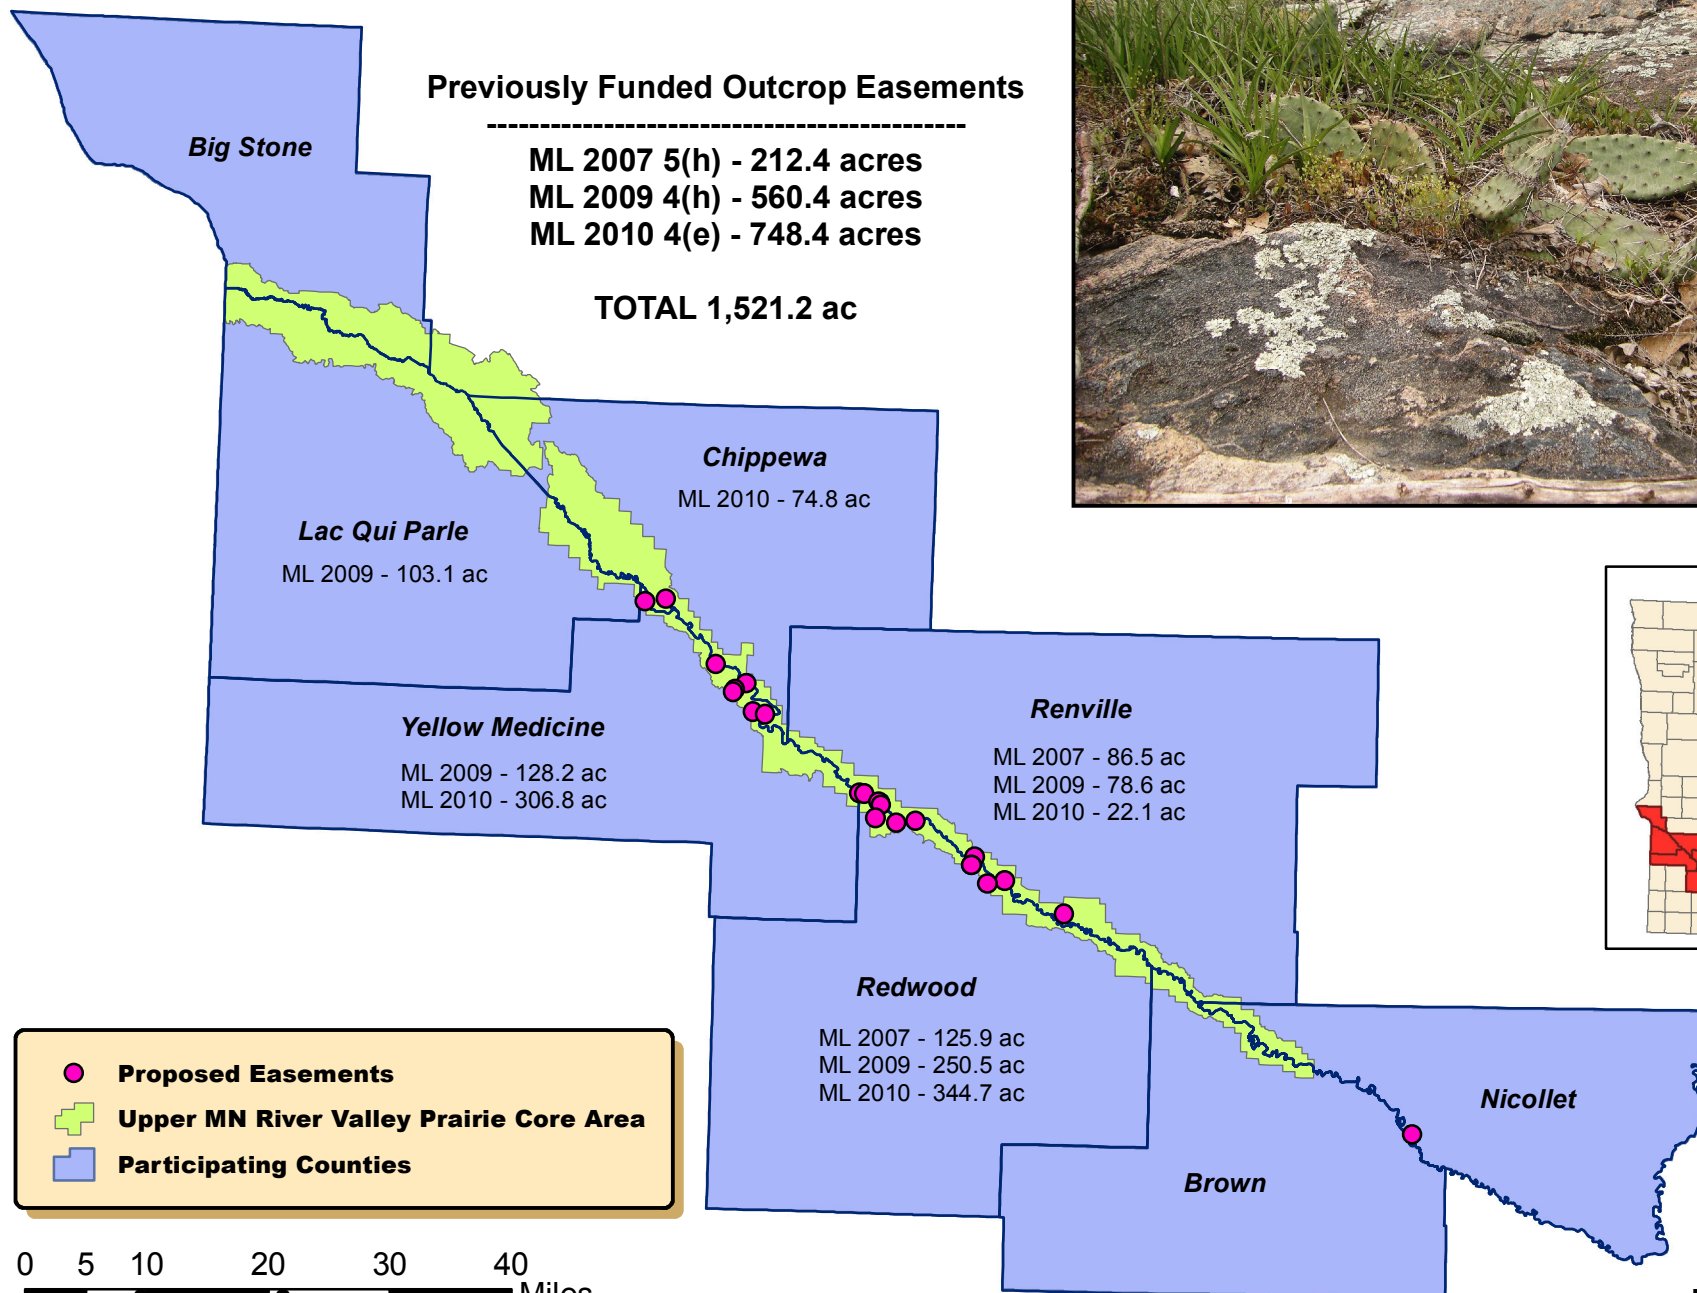 Previously Funded Outcrop Easements
---------------------------------------------
ML 2007 5(h) - 212.4 acres
ML 2009 4(h) - 560.4 acres
ML 2010 4(e) - 748.4 acres
TOTAL 1,521.2 ac
Big Stone
Chippewa
ML 2010 - 74.8 ac
Lac Qui Parle
ML 2009 - 103.1 ac
Yellow Medicine
ML 2009 - 128.2 ac
ML 2010 - 306.8 ac
Renville
ML 2007 - 86.5 ac
ML 2009 - 78.6 ac
ML 2010 - 22.1 ac
Redwood
ML 2007 - 125.9 ac
ML 2009 - 250.5 ac
ML 2010 - 344.7 ac
Nicollet
Brown
Proposed Easements
Upper MN River Valley Prairie Core Area
Participating Counties
0 5 10 20 30 40
Miles